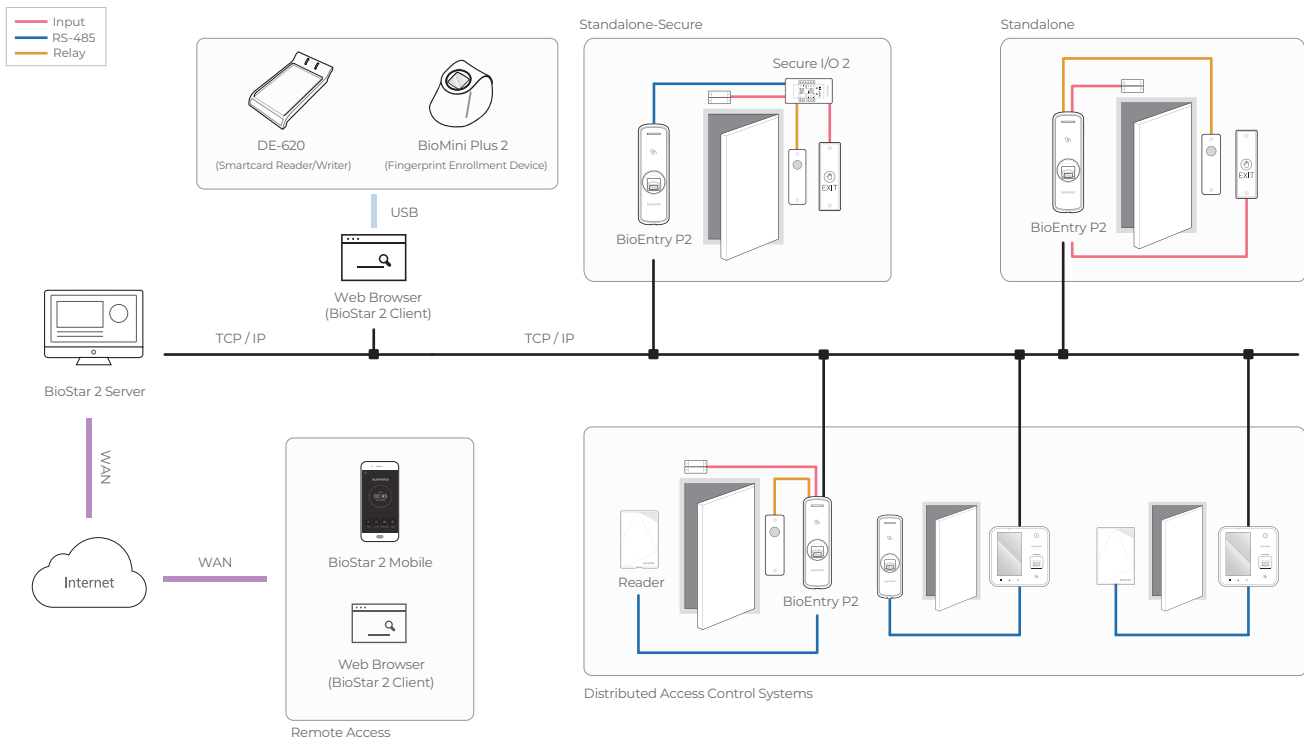 Input
RS-485
Relay
DE-620
(Smartcard Reader/Writer)
BioMini Plus 2
(Fingerprint Enrollment Device)
USB
Web Browser
(BioStar 2 Client)
Standalone-Secure
Secure I/O 2
EXIT
BioEntry P2
Standalone
EXIT
BioEntry P2
BioStar 2 Server
TCP / IP
TCP / IP
WAN
Internet
WAN
BioStar 2 Mobile
Web Browser
(BioStar 2 Client)
Remote Access
Reader
BioEntry P2
Distributed Access Control Systems